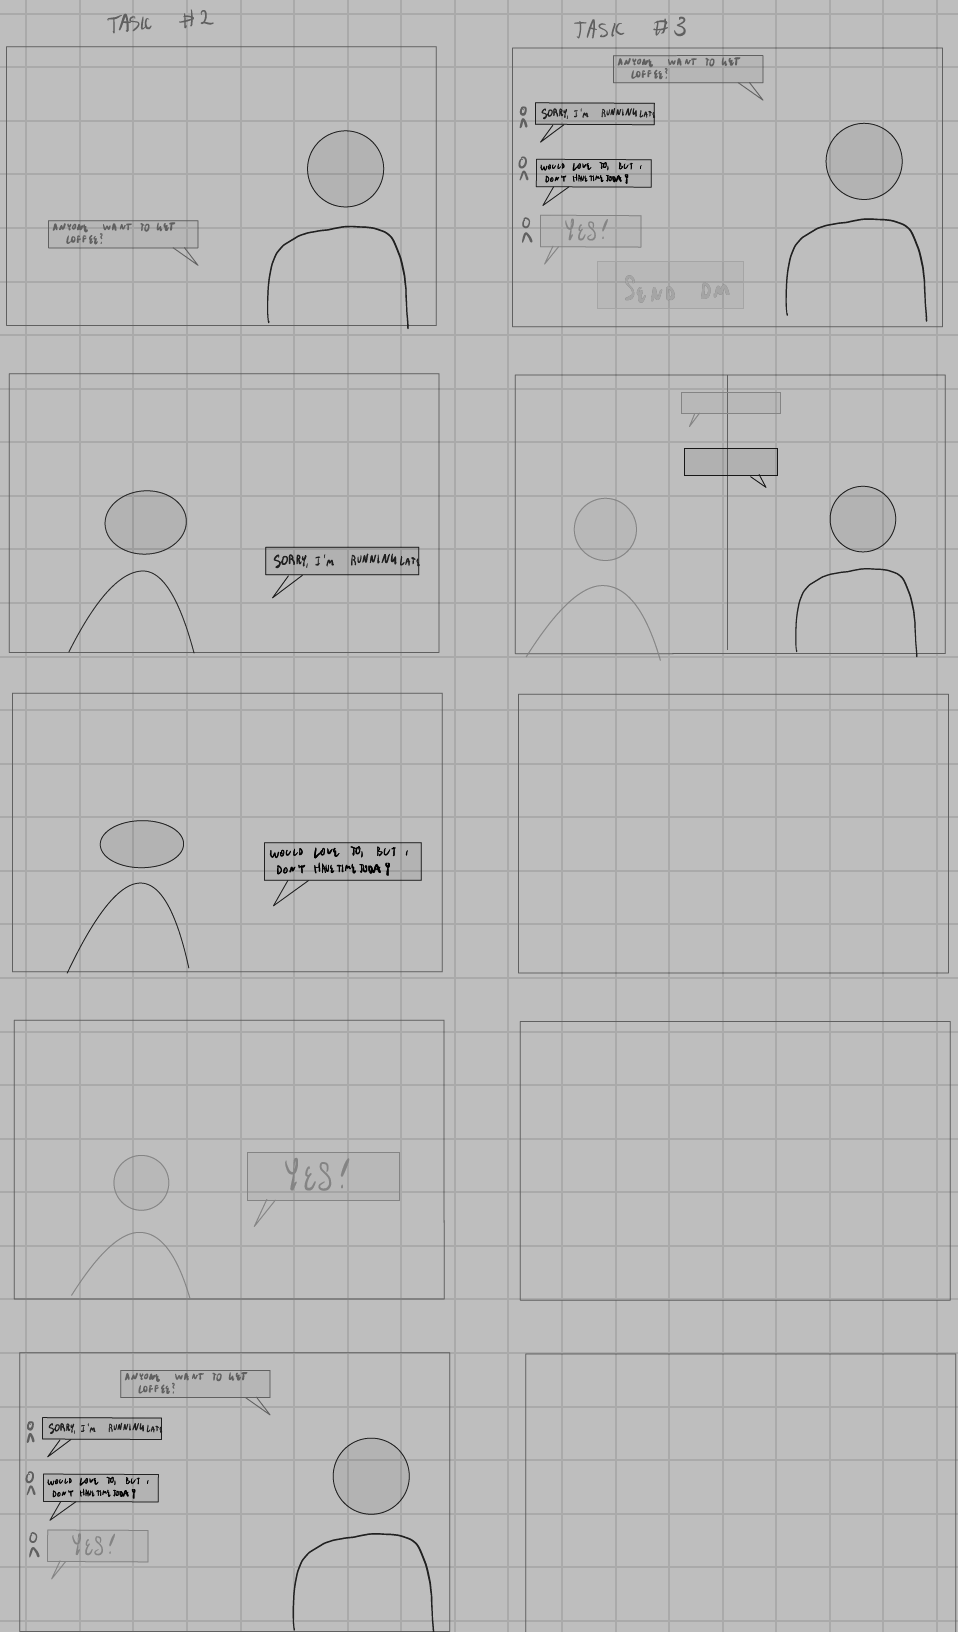 TASK #2
ANYONE WANT TO GET
COFFEE?
SORRY, I'M RUNNING LATE
WOULD LOVE TO, BUT I
DON'T HAVE TIME TODAY
YES!
ANYONE WANT TO GET
COFFEE?
SORRY, I'M RUNNING LATE
WOULD LOVE TO, BUT I
DON'T HAVE TIME TODAY
YES!
TASK #3
ANYONE WANT TO GET
COFFEE?
SORRY, I'M RUNNING LATE
WOULD LOVE TO, BUT I
DON'T HAVE TIME TODAY
YES!
SEND DM